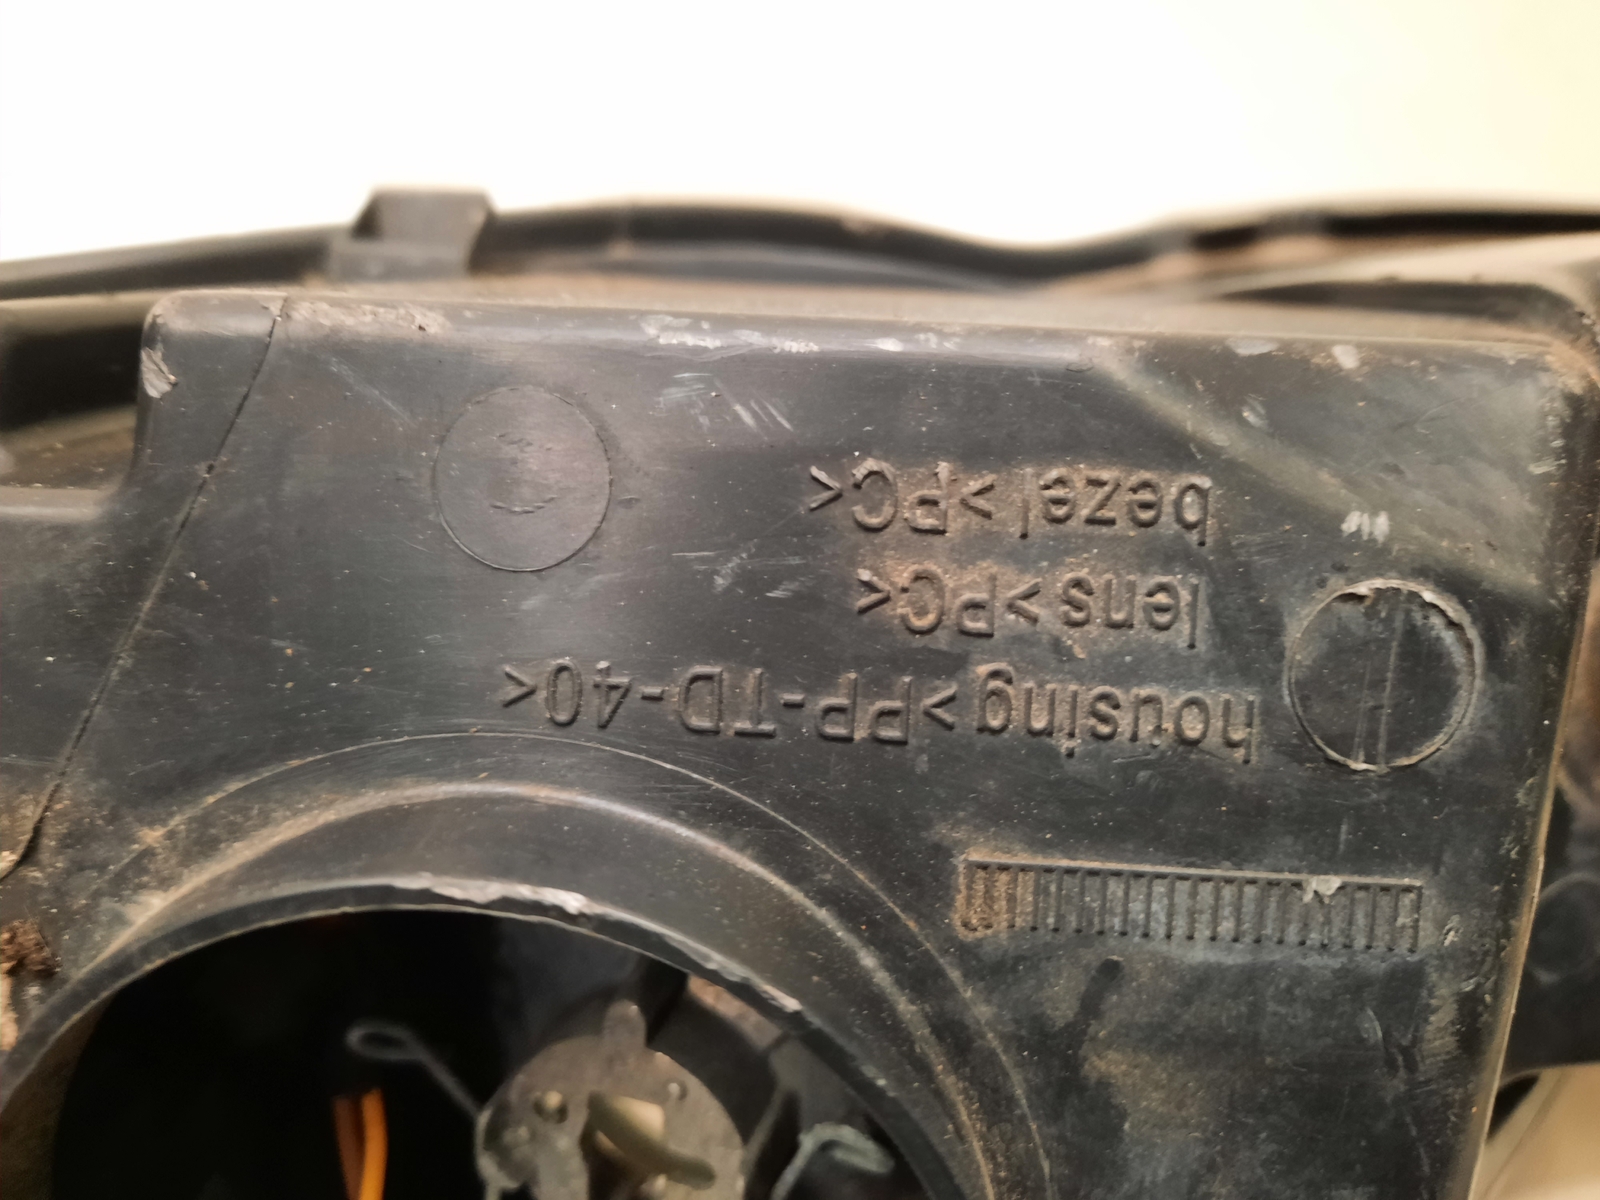 housing >PP-TD-40<
lens >PC<
bezel >PC<